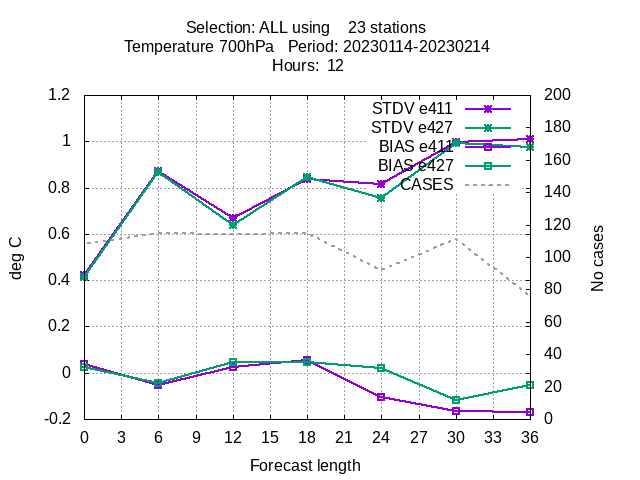 Selection: ALL using    23 stations
Temperature 700hPa   Period: 20230114-20230214
Hours:  12
STDV e411
STDV e427
BIAS e411
BIAS e427
CASES
deg C
No cases
1.2
1
0.8
0.6
0.4
0.2
0
-0.2
200
180
160
140
120
100
80
60
40
20
0
0 3 6 9 12 15 18 21 24 27 30 33 36
Forecast length